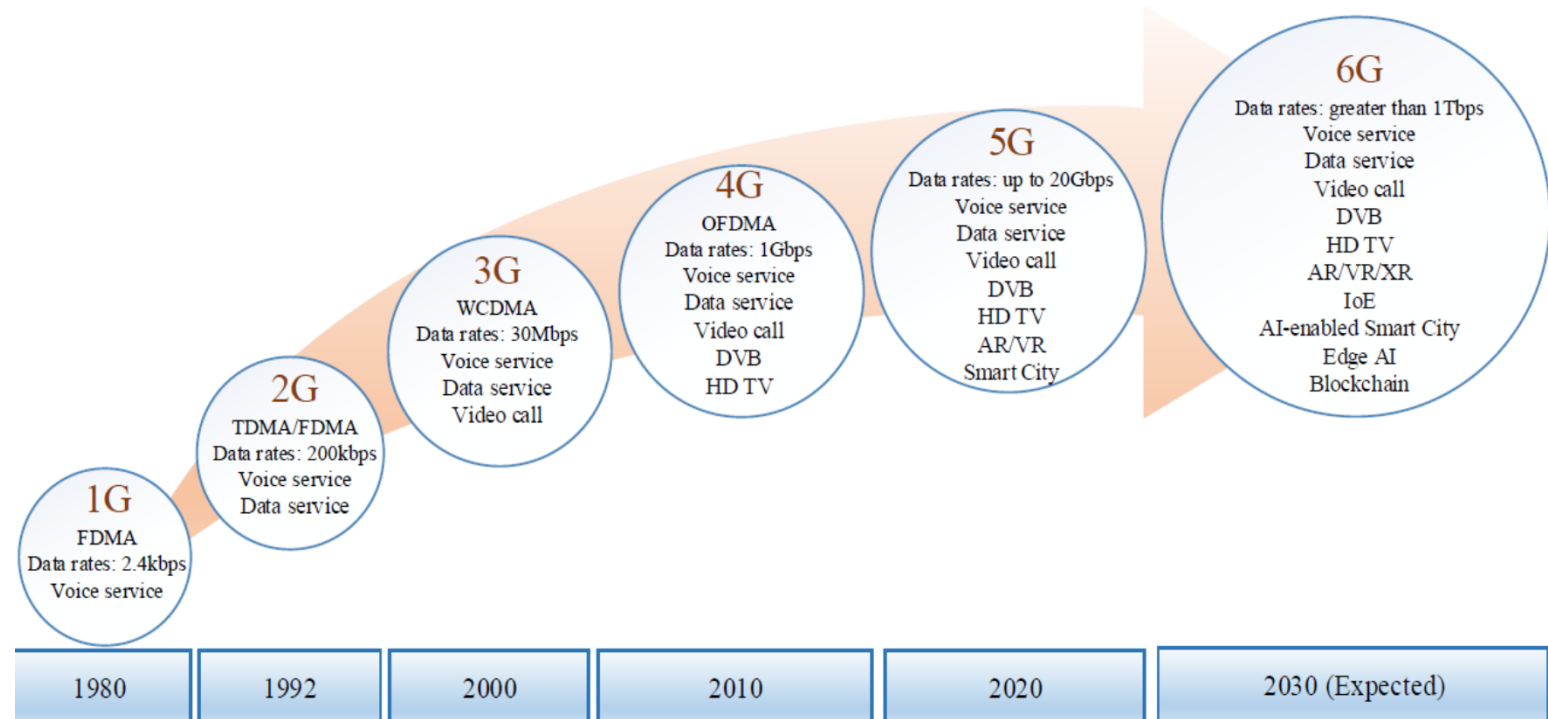 1G
FDMA
Data rates: 2.4kbps
Voice service
2G
TDMA/FDMA
Data rates: 200kbps
Voice service
Data service
3G
WCDMA
Data rates: 30Mbps
Voice service
Data service
Video call
4G
OFDMA
Data rates: 1Gbps
Voice service
Data service
Video call
DVB
HD TV
5G
Data rates: up to 20Gbps
Voice service
Data service
Video call
DVB
HD TV
AR/VR
Smart City
6G
Data rates: greater than 1Tbps
Voice service
Data service
Video call
DVB
HD TV
AR/VR/XR
IoE
AI-enabled Smart City
Edge AI
Blockchain
1980
1992
2000
2010
2020
2030 (Expected)